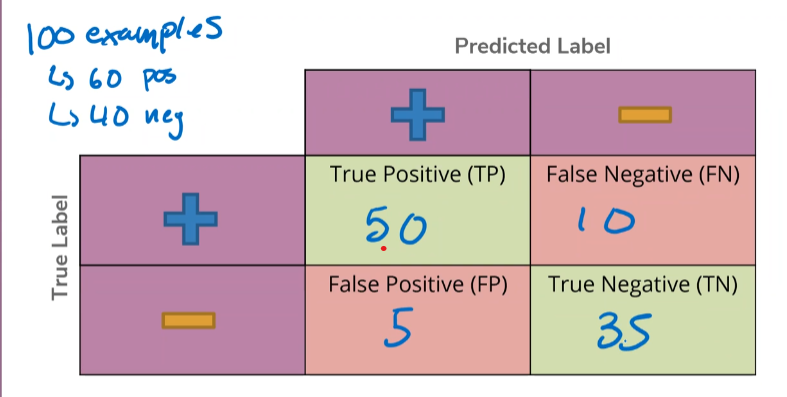 100 examples
↳ 60 pos
↳ 40 neg
Predicted Label
True Label
True Positive (TP)
False Negative (FN)
50
10
False Positive (FP)
True Negative (TN)
5
35